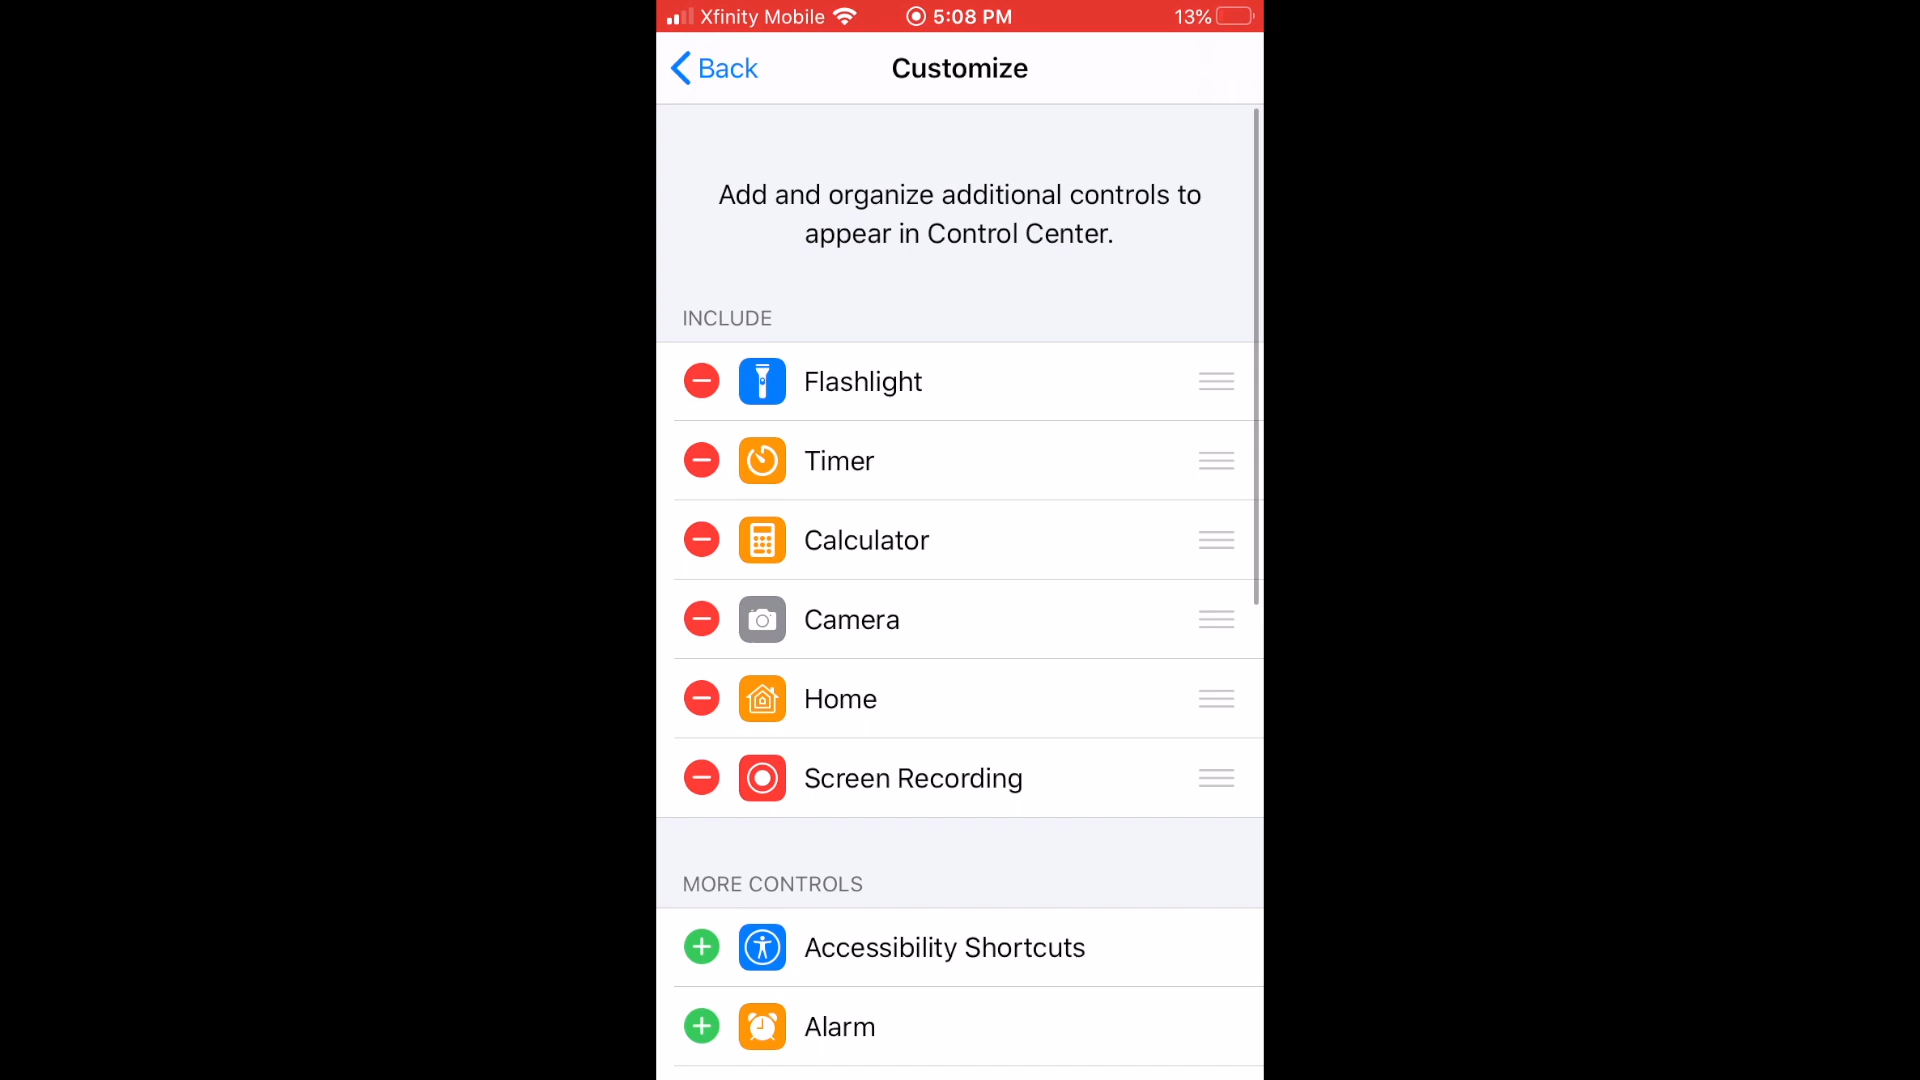 Xfinity Mobile 5:08 PM 13%
Back Customize
Add and organize additional controls to
appear in Control Center.
INCLUDE
Flashlight
Timer
Calculator
Camera
Home
Screen Recording
MORE CONTROLS
Accessibility Shortcuts
Alarm